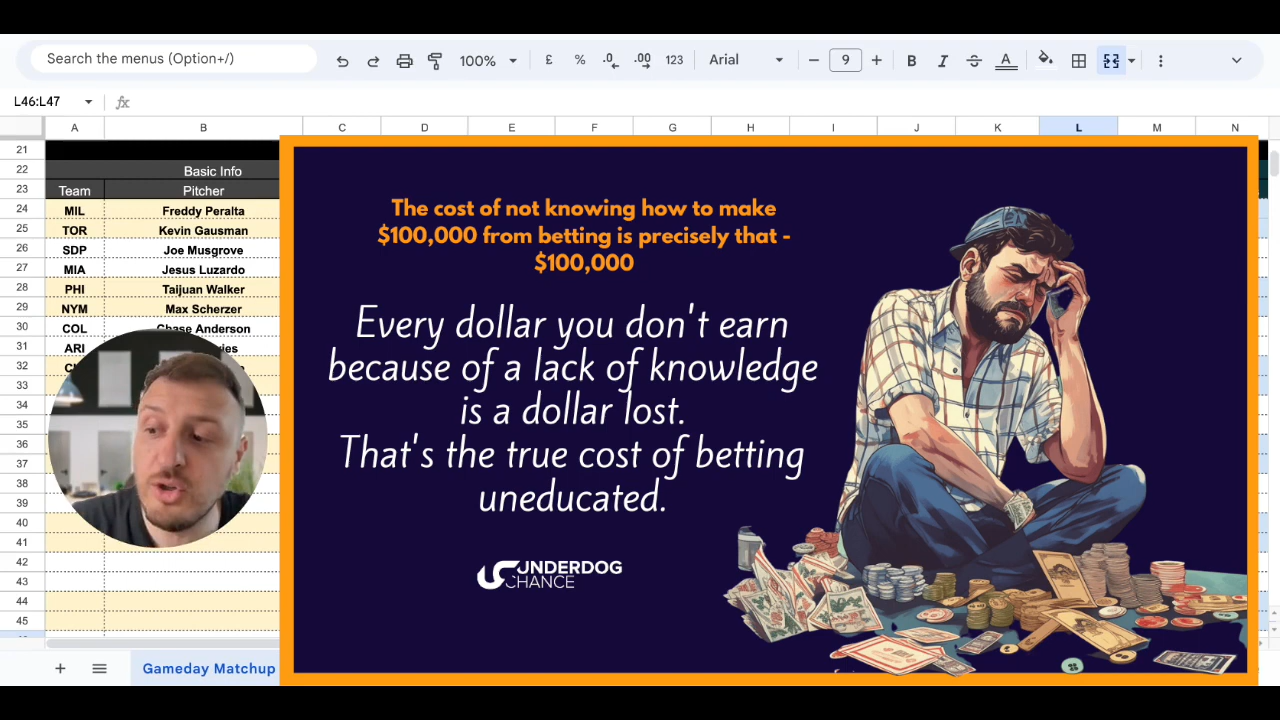 Search the menus (Option+/)
100%
£
%
.0
.00
123
Arial
9
B
I
A
L46:L47
fx
A B C D E F G H I J K L M N
21
22 Basic Info
23 Team Pitcher
24 MIL Freddy Peralta
25 TOR Kevin Gausman
26 SDP Joe Musgrove
27 MIA Jesus Luzardo
28 PHI Taijuan Walker
29 NYM Max Scherzer
30 COL Chase Anderson
31 ARI
32
33
34
35
36
37
38
39
40
41
42
43
44
45
The cost of not knowing how to make
$100,000 from betting is precisely that -
$100,000
Every dollar you don't earn
because of a lack of knowledge
is a dollar lost.
That's the true cost of betting
uneducated.
UNDERDOG
CHANCE
Gameday Matchup